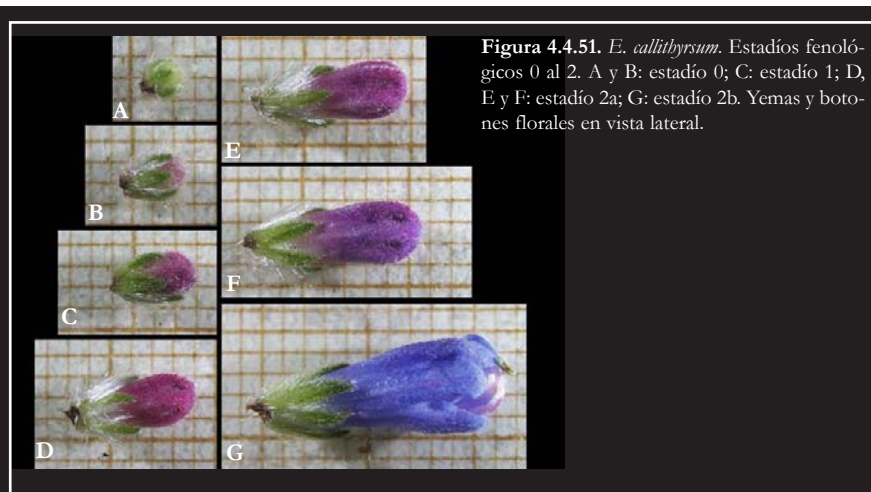 Figura 4.4.51. E. callithyrsum. Estadíos fenoló-
gicos 0 al 2. A y B: estadío 0; C: estadío 1; D,
E y F: estadío 2a; G: estadío 2b. Yemas y boto-
nes florales en vista lateral.
A
B
C
D
E
F
G